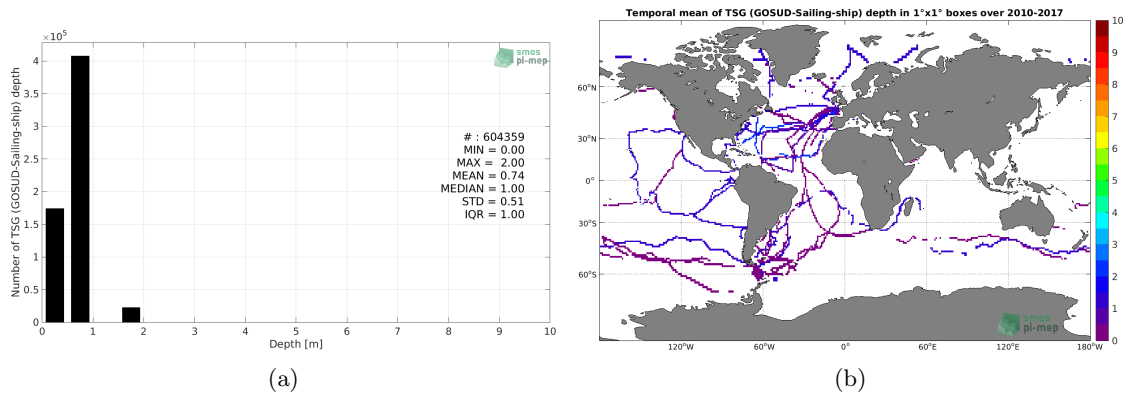 smos
pi-mep
×10⁵
4
3.5
3
2.5
2
1.5
1
0.5
0
Number of TSG (GOSUD-Sailing-ship) depth
# : 604359
MIN = 0.00
MAX = 2.00
MEAN = 0.74
MEDIAN = 1.00
STD = 0.51
IQR = 1.00
0 1 2 3 4 5 6 7 8 9 10
Depth [m]
(a)
Temporal mean of TSG (GOSUD-Sailing-ship) depth in 1°x1° boxes over 2010-2017
60°N
30°N
0°
30°S
60°S
120°W 60°W 0° 60°E 120°E 180°W
smos
pi-mep
10
9
8
7
6
5
4
3
2
1
0
(b)